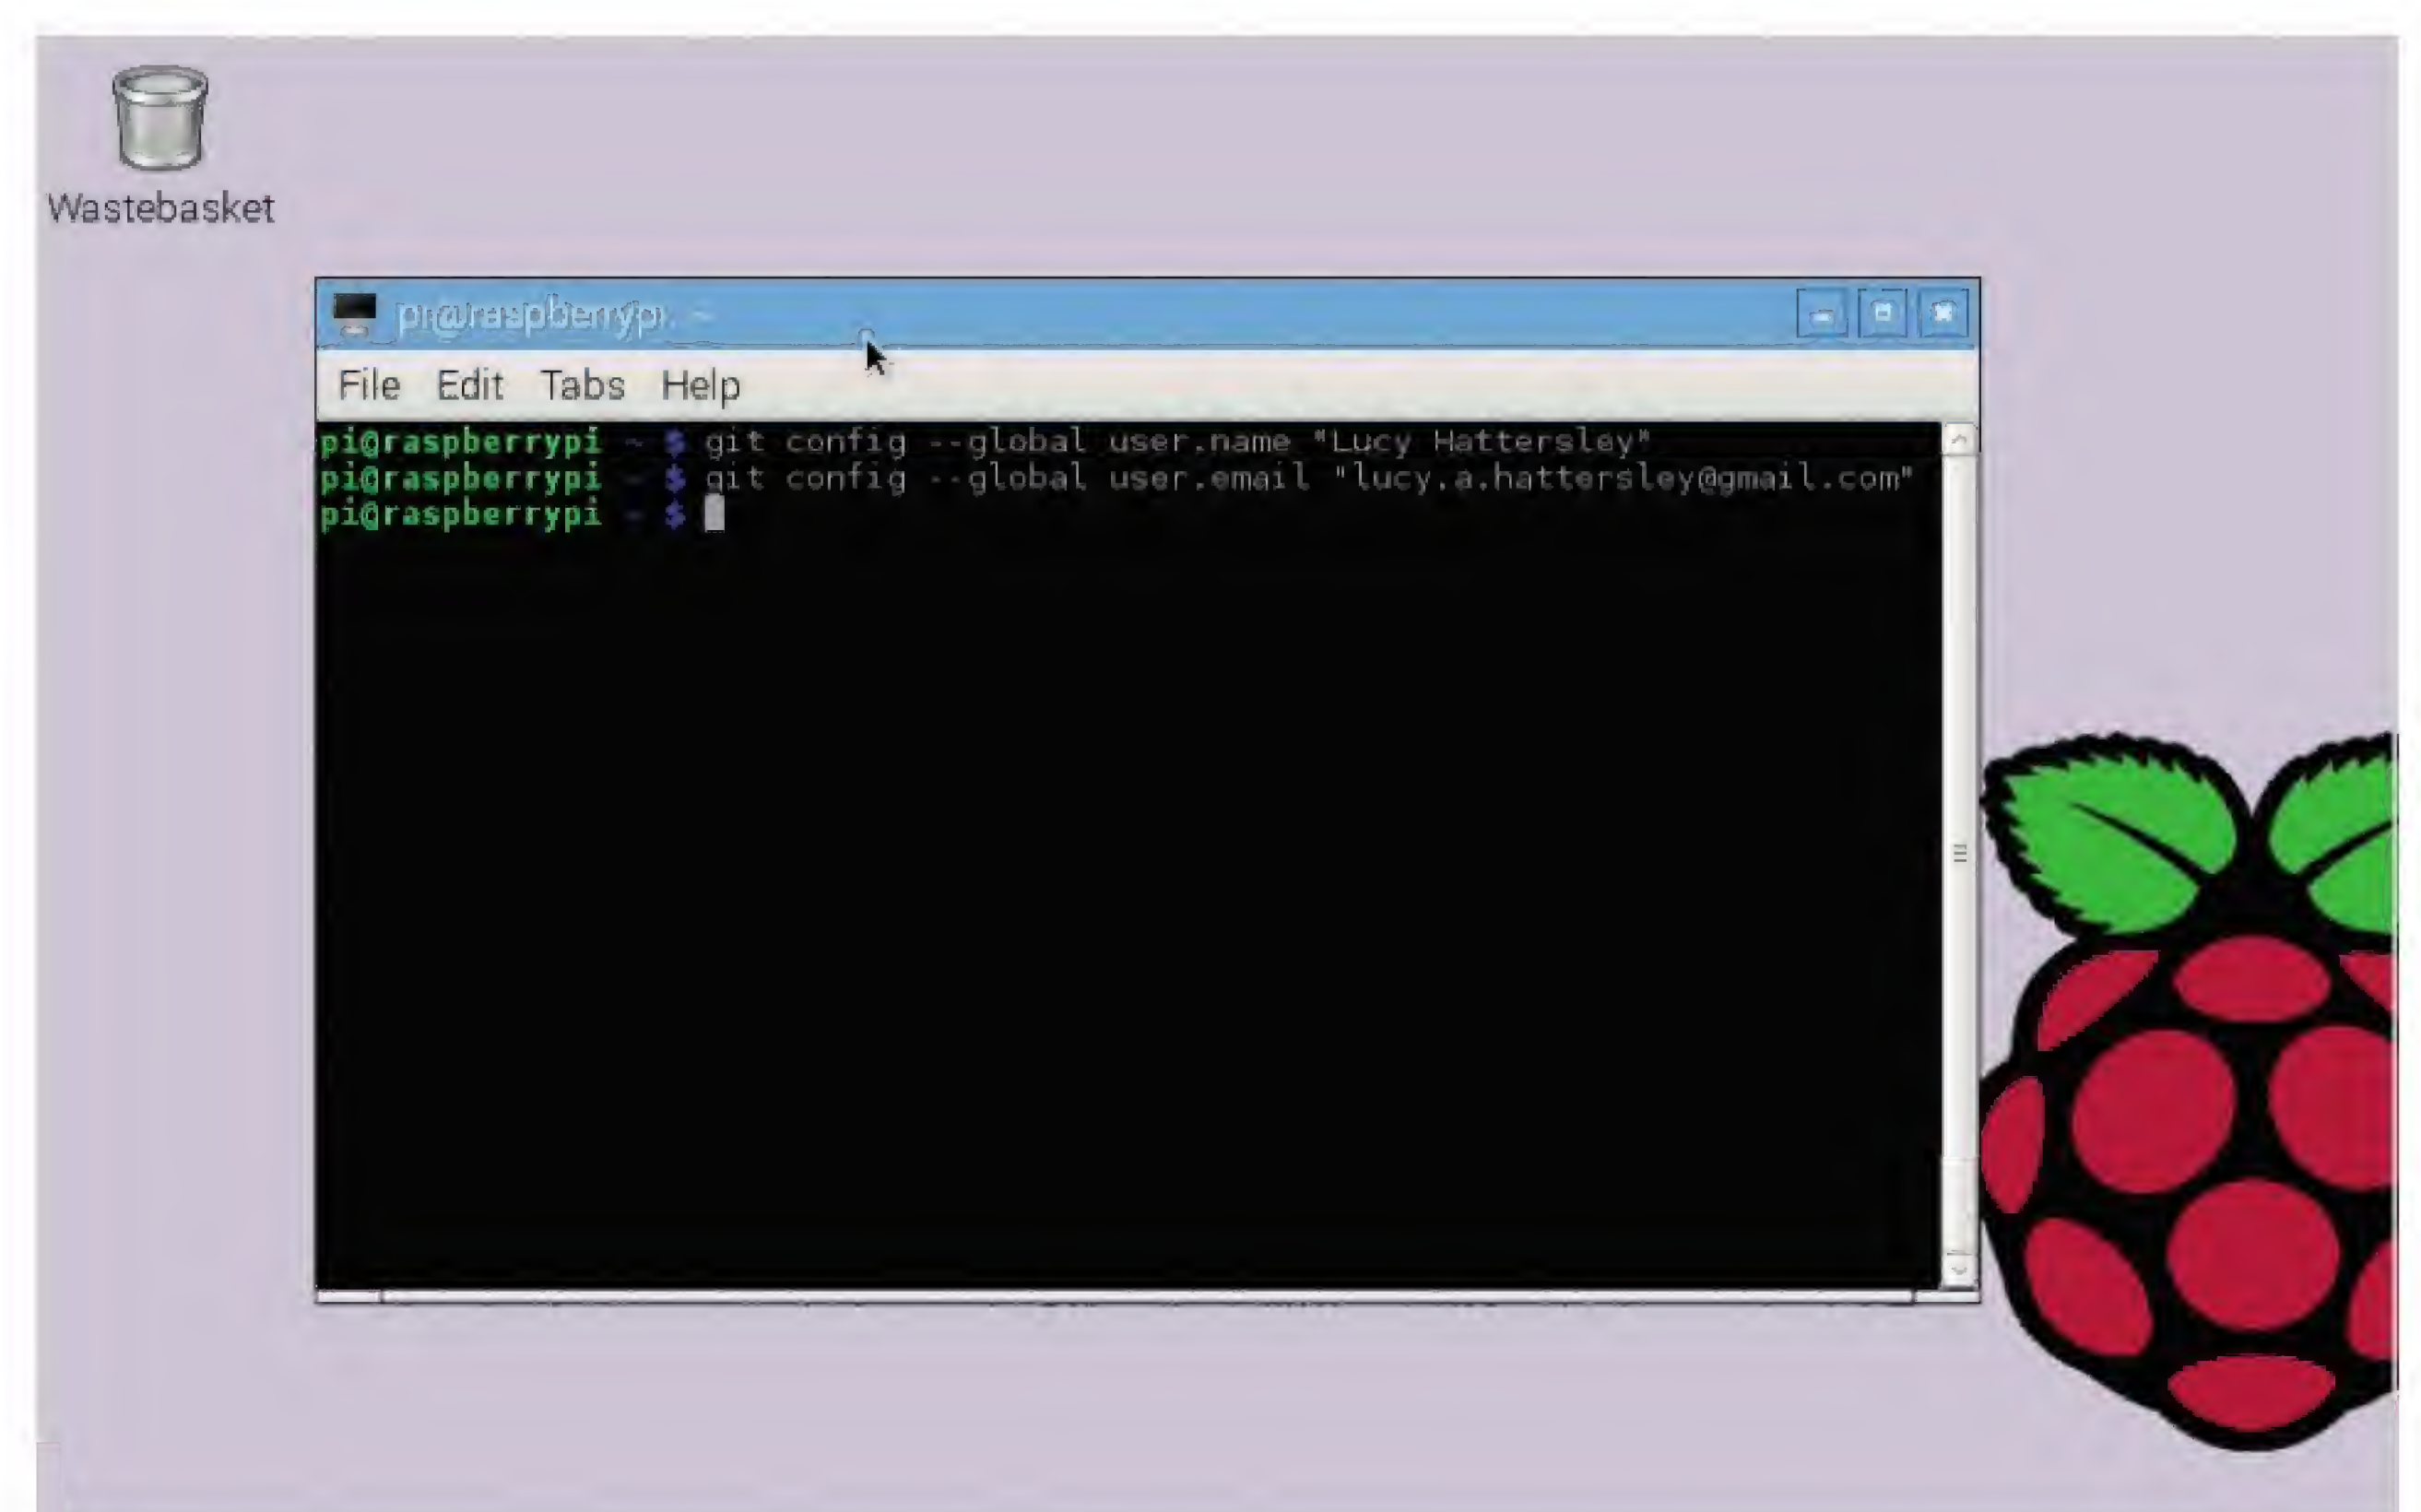 Wastebasket
pi@raspberrypi: ~
File Edit Tabs Help
pi@raspberrypi ~ $ git config --global user.name "Lucy Hattersley"
pi@raspberrypi ~ $ git config --global user.email "lucy.a.hattersley@gmail.com"
pi@raspberrypi ~ $